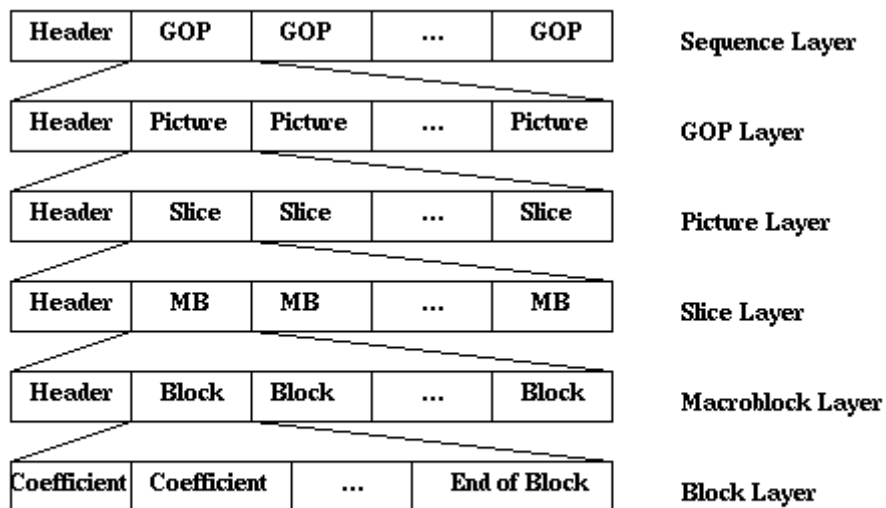 Header GOP GOP ... GOP Sequence Layer
Header Picture Picture ... Picture GOP Layer
Header Slice Slice ... Slice Picture Layer
Header MB MB ... MB Slice Layer
Header Block Block ... Block Macroblock Layer
Coefficient Coefficient ... End of Block Block Layer